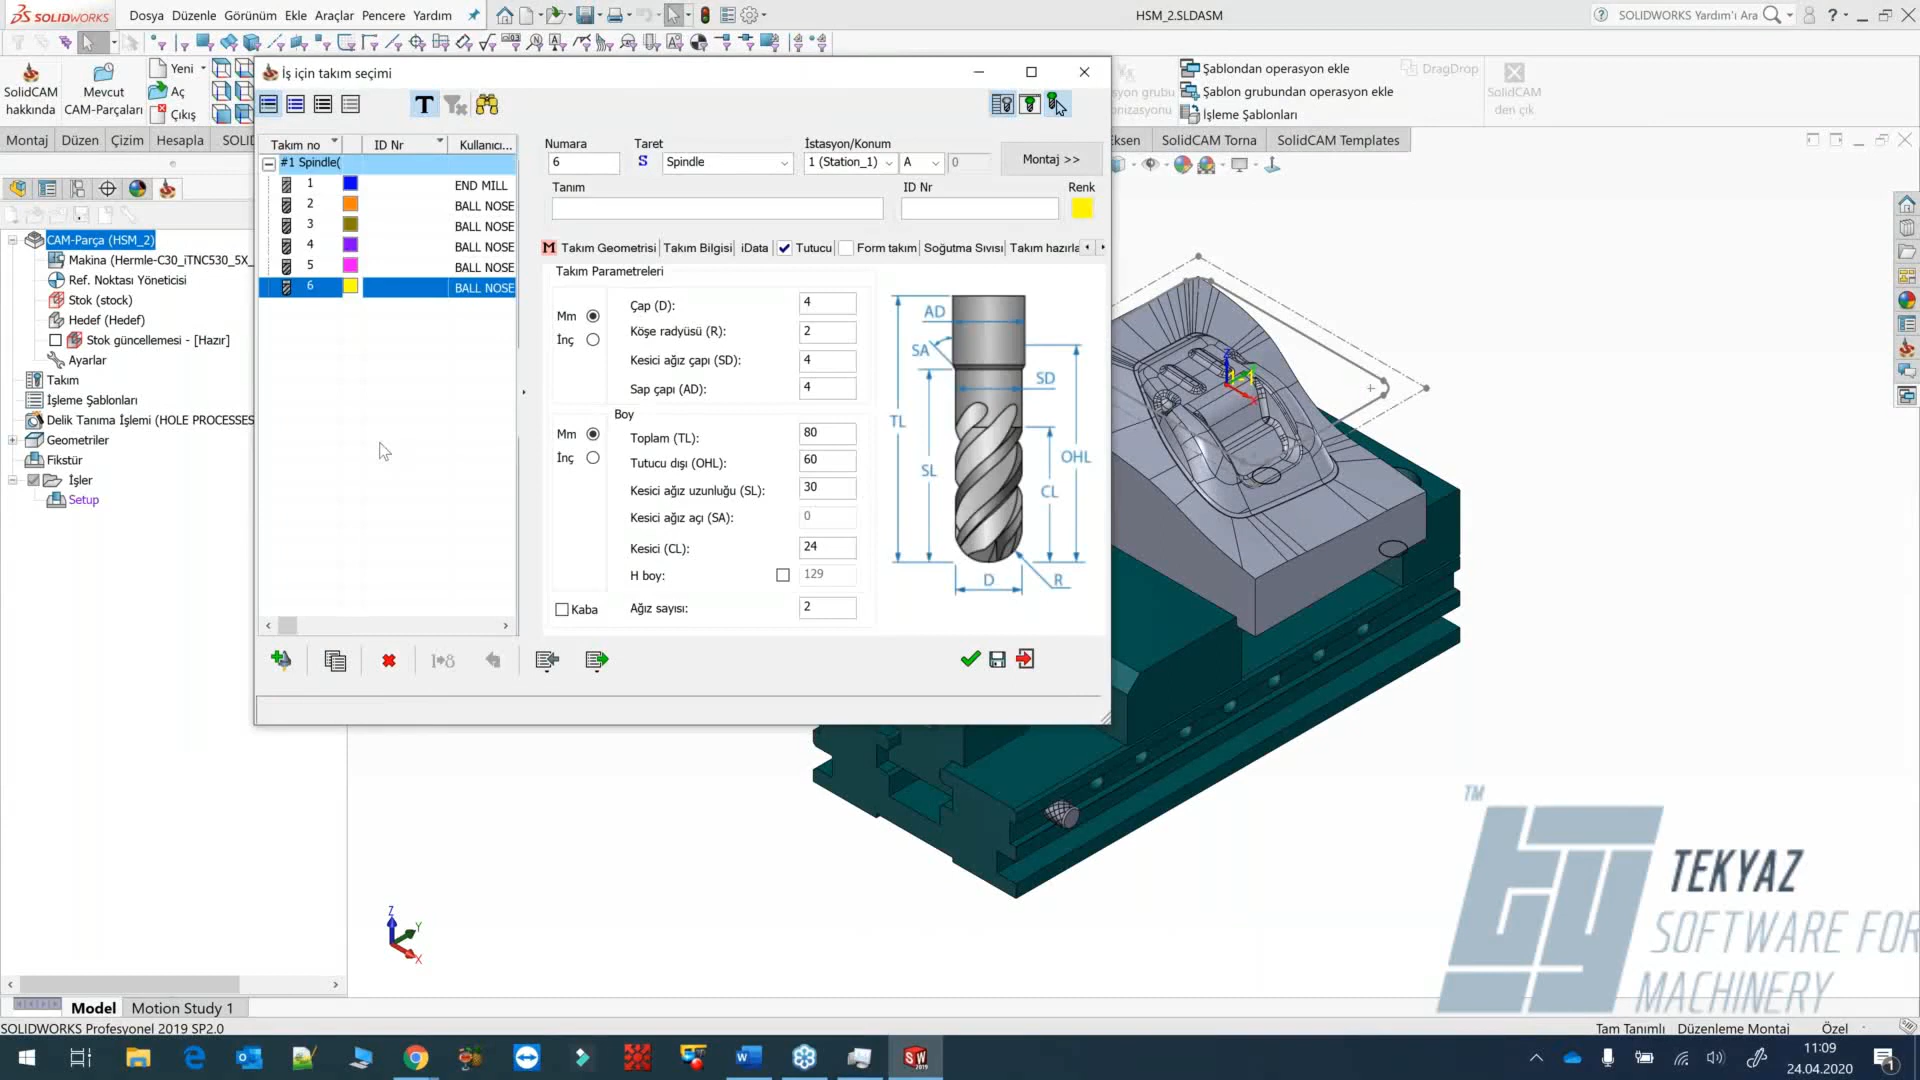 SOLIDWORKS Dosya Düzenle Görünüm Ekle Araçlar Pencere Yardım HSM_2.SLDASM SOLIDWORKS Yardım'ı Ara
SolidCAM hakkında
Mevcut CAM-Parçaları
Yeni
Aç
Çıkış
Şablondan operasyon ekle
Şablon grubundan operasyon ekle
İşleme Şablonları
DragDrop
SolidCAM den çık
Montaj Düzen Çizim Hesapla SOLID SolidCAM Torna SolidCAM Templates
CAM-Parça (HSM_2)
Makina (Hermle-C30_iTNC530_5X_
Ref. Noktası Yöneticisi
Stok (stock)
Hedef (Hedef)
Stok güncellemesi - [Hazır]
Ayarlar
Takım
İşleme Şablonları
Delik Tanıma İşlemi (HOLE PROCESSES
Geometriler
Fikstür
İşler
Setup
İş için takım seçimi
Takım no ID Nr Kullanıcı...
#1 Spindle(
1 END MILL
2 BALL NOSE
3 BALL NOSE
4 BALL NOSE
5 BALL NOSE
6 BALL NOSE
Numara Taret İstasyon/Konum
6 S Spindle 1 (Station_1) A 0 Montaj >>
Tanım ID Nr Renk
M Takım Geometrisi Takım Bilgisi iData Tutucu Form takım Soğutma Sıvısı Takım hazırla
Takım Parametreleri
Mm
İnç
Çap (D): 4
Köşe radyüsü (R): 2
Kesici ağız çapı (SD): 4
Sap çapı (AD): 4
Boy
Mm
İnç
Toplam (TL): 80
Tutucu dışı (OHL): 60
Kesici ağız uzunluğu (SL): 30
Kesici ağız açı (SA): 0
Kesici (CL): 24
H boy: 129
Kaba Ağız sayısı: 2
AD
SA
SD
TL
SL
OHL
CL
D
R
Z
Y
X
TM
TEKYAZ
SOFTWARE FOR
MACHINERY
Model Motion Study 1
SOLIDWORKS Profesyonel 2019 SP2.0 Tam Tanımlı Düzenleme Montaj Özel
11:09
24.04.2020